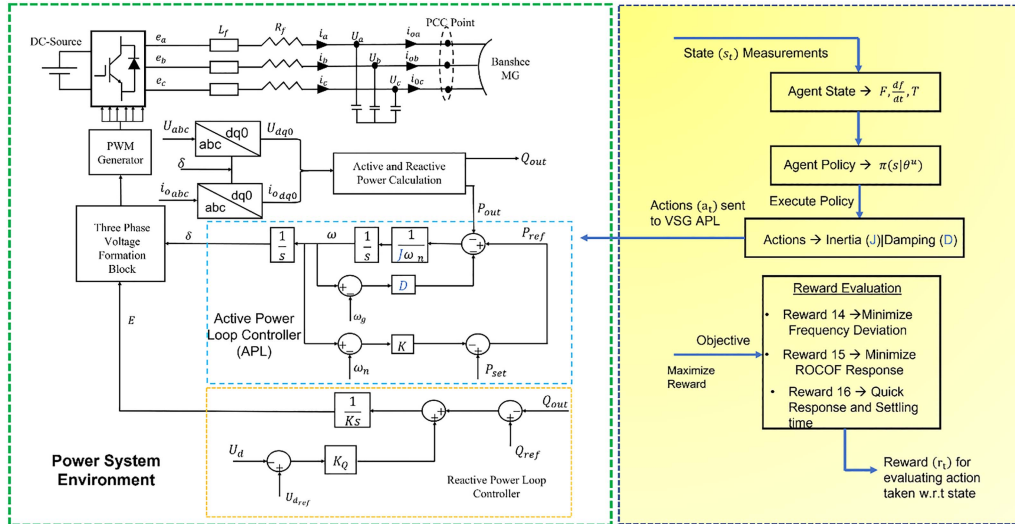 DC-Source
e_a
L_f
R_f
i_a
U_a
i_oa
PCC Point
e_b
i_b
U_b
i_ob
Banshee
MG
e_c
i_c
U_c
i_0c
PWM
Generator
U_abc
abc
dq0
U_dq0
δ
i_oabc
abc
dq0
i_odq0
Active and Reactive
Power Calculation
Q_out
P_out
Three Phase
Voltage
Formation
Block
δ
1/s
ω
1/s
1/Jω_n
P_ref
D
ω_g
K
ω_n
P_set
Active Power
Loop Controller
(APL)
E
1/Ks
Q_out
Q_ref
U_d
K_Q
U_dref
Reactive Power Loop
Controller
Power System
Environment
State (s_t) Measurements
Agent State → F, df/dt, T
Agent Policy → π(s|θ^u)
Execute Policy
Actions (a_t) sent
to VSG APL
Actions → Inertia (J)|Damping (D)
Reward Evaluation
• Reward 14 →Minimize
Frequency Deviation
• Reward 15 → Minimize
ROCOF Response
• Reward 16 → Quick
Response and Settling
time
Objective
Maximize
Reward
Reward (r_t) for
evaluating action
taken w.r.t state